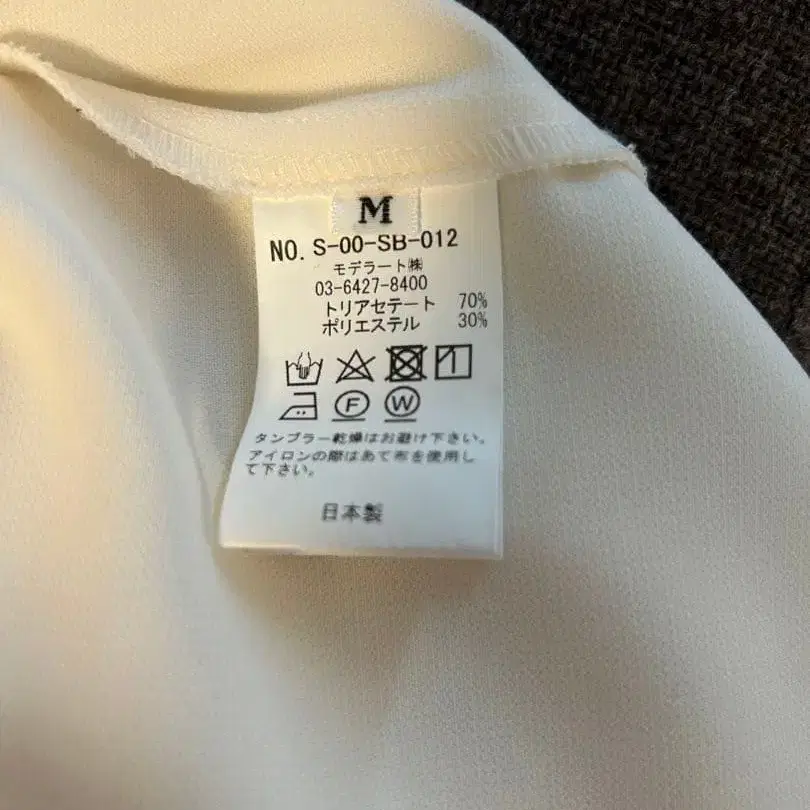 M
NO. S-00-SB-012
モデラート㈱
03-6427-8400
トリアセテート 70%
ポリエステル 30%
F W
タンブラー乾燥はお避け下さい。
アイロンの際はあて布を使用し
て下さい。
日本製